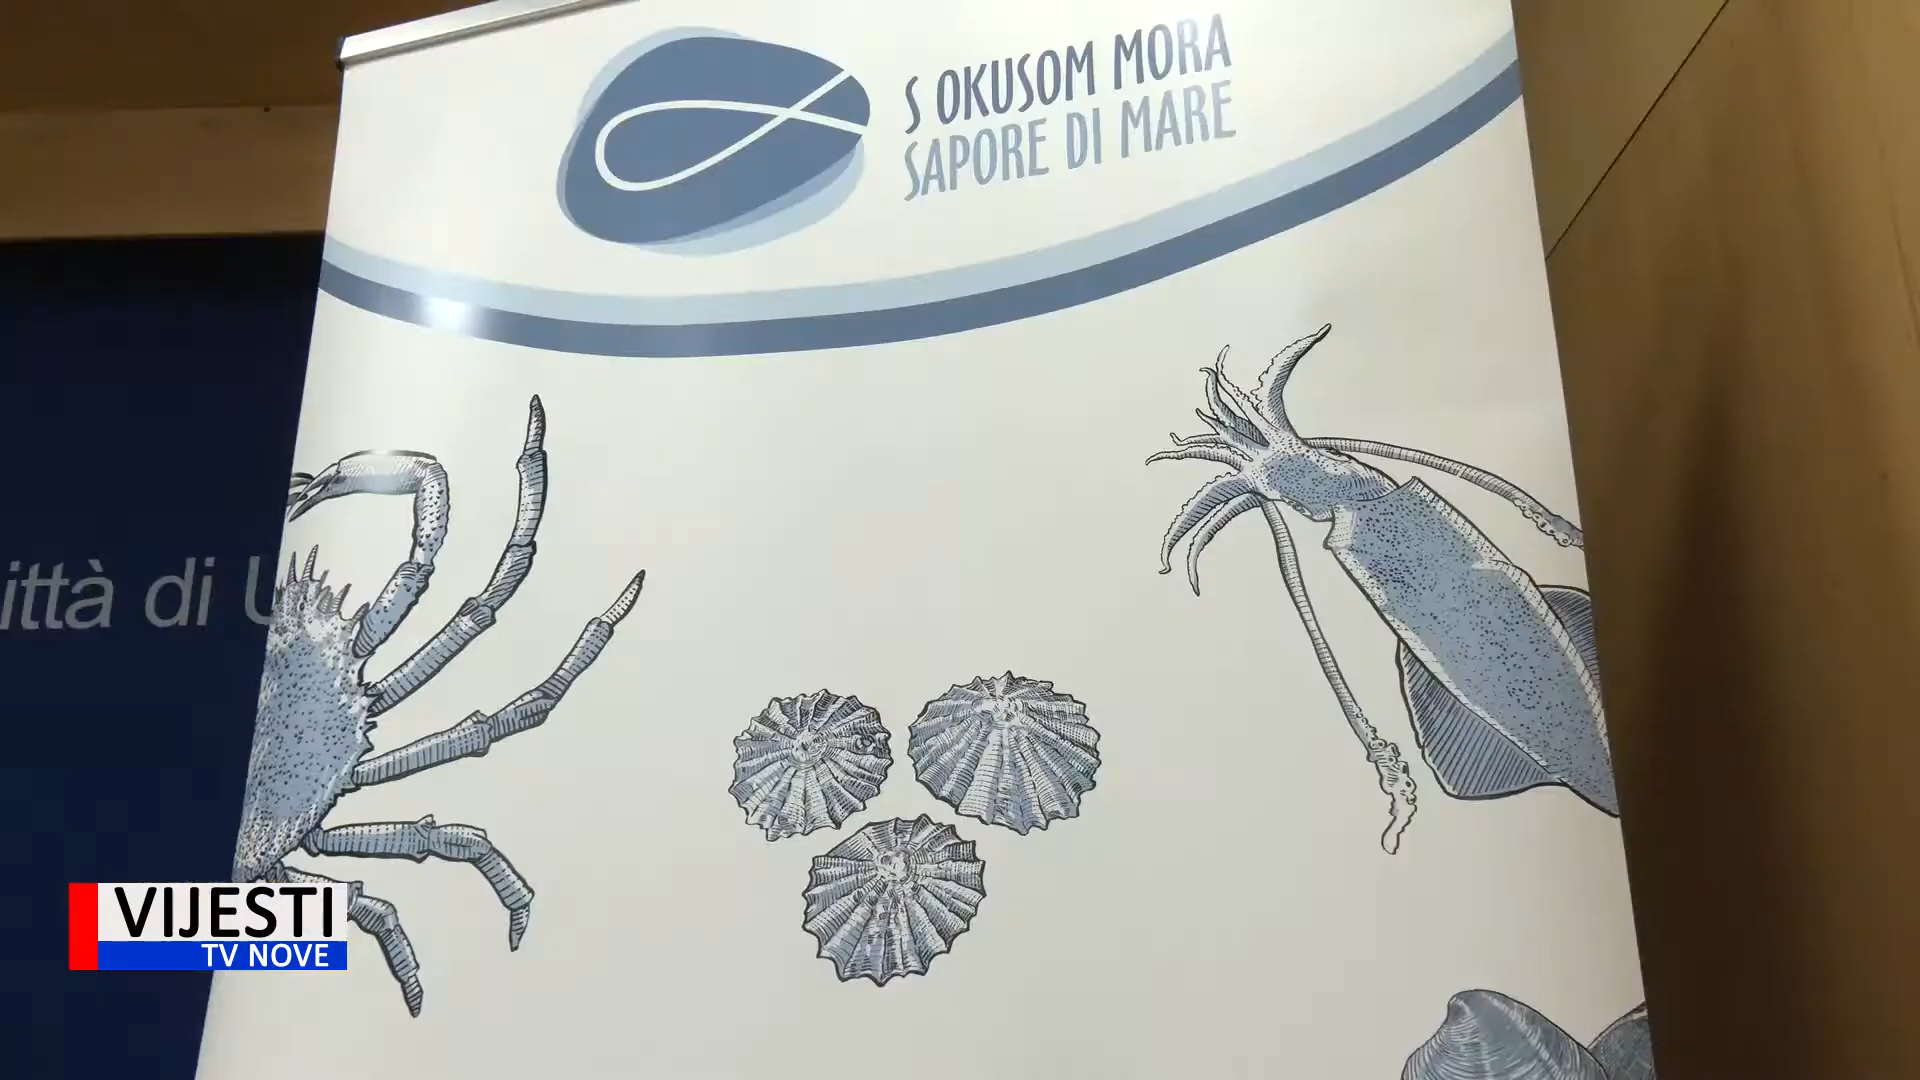 S OKUSOM MORA
SAPORE DI MARE
ittà di U
VIJESTI
TV NOVE